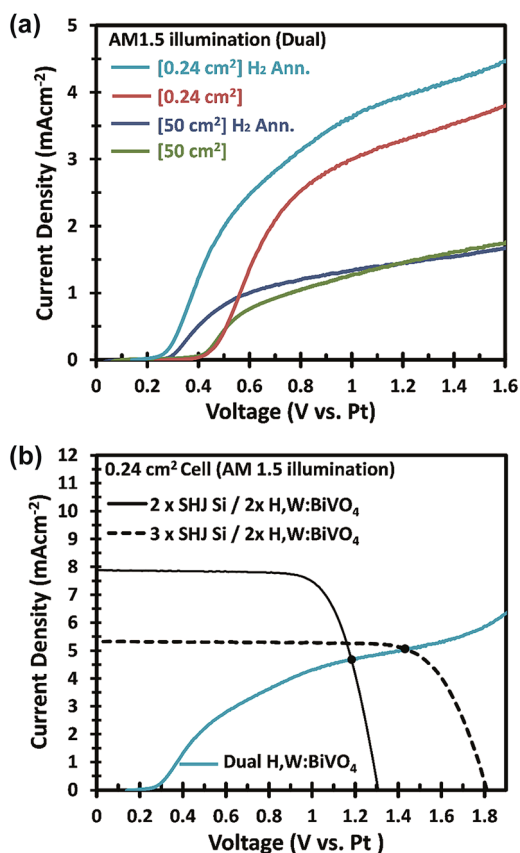 (a)
AM1.5 illumination (Dual)
[0.24 cm²] H₂ Ann.
[0.24 cm²]
[50 cm²] H₂ Ann.
[50 cm²]
Current Density (mAcm⁻²)
5
4
3
2
1
0
0 0.2 0.4 0.6 0.8 1 1.2 1.4 1.6
Voltage (V vs. Pt)
(b)
0.24 cm² Cell (AM 1.5 illumination)
2 x SHJ Si / 2x H,W:BiVO₄
3 x SHJ Si / 2x H,W:BiVO₄
Current Density (mAcm⁻²)
12
11
10
9
8
7
6
5
4
3
2
1
0
Dual H,W:BiVO₄
0 0.2 0.4 0.6 0.8 1 1.2 1.4 1.6 1.8
Voltage (V vs. Pt)